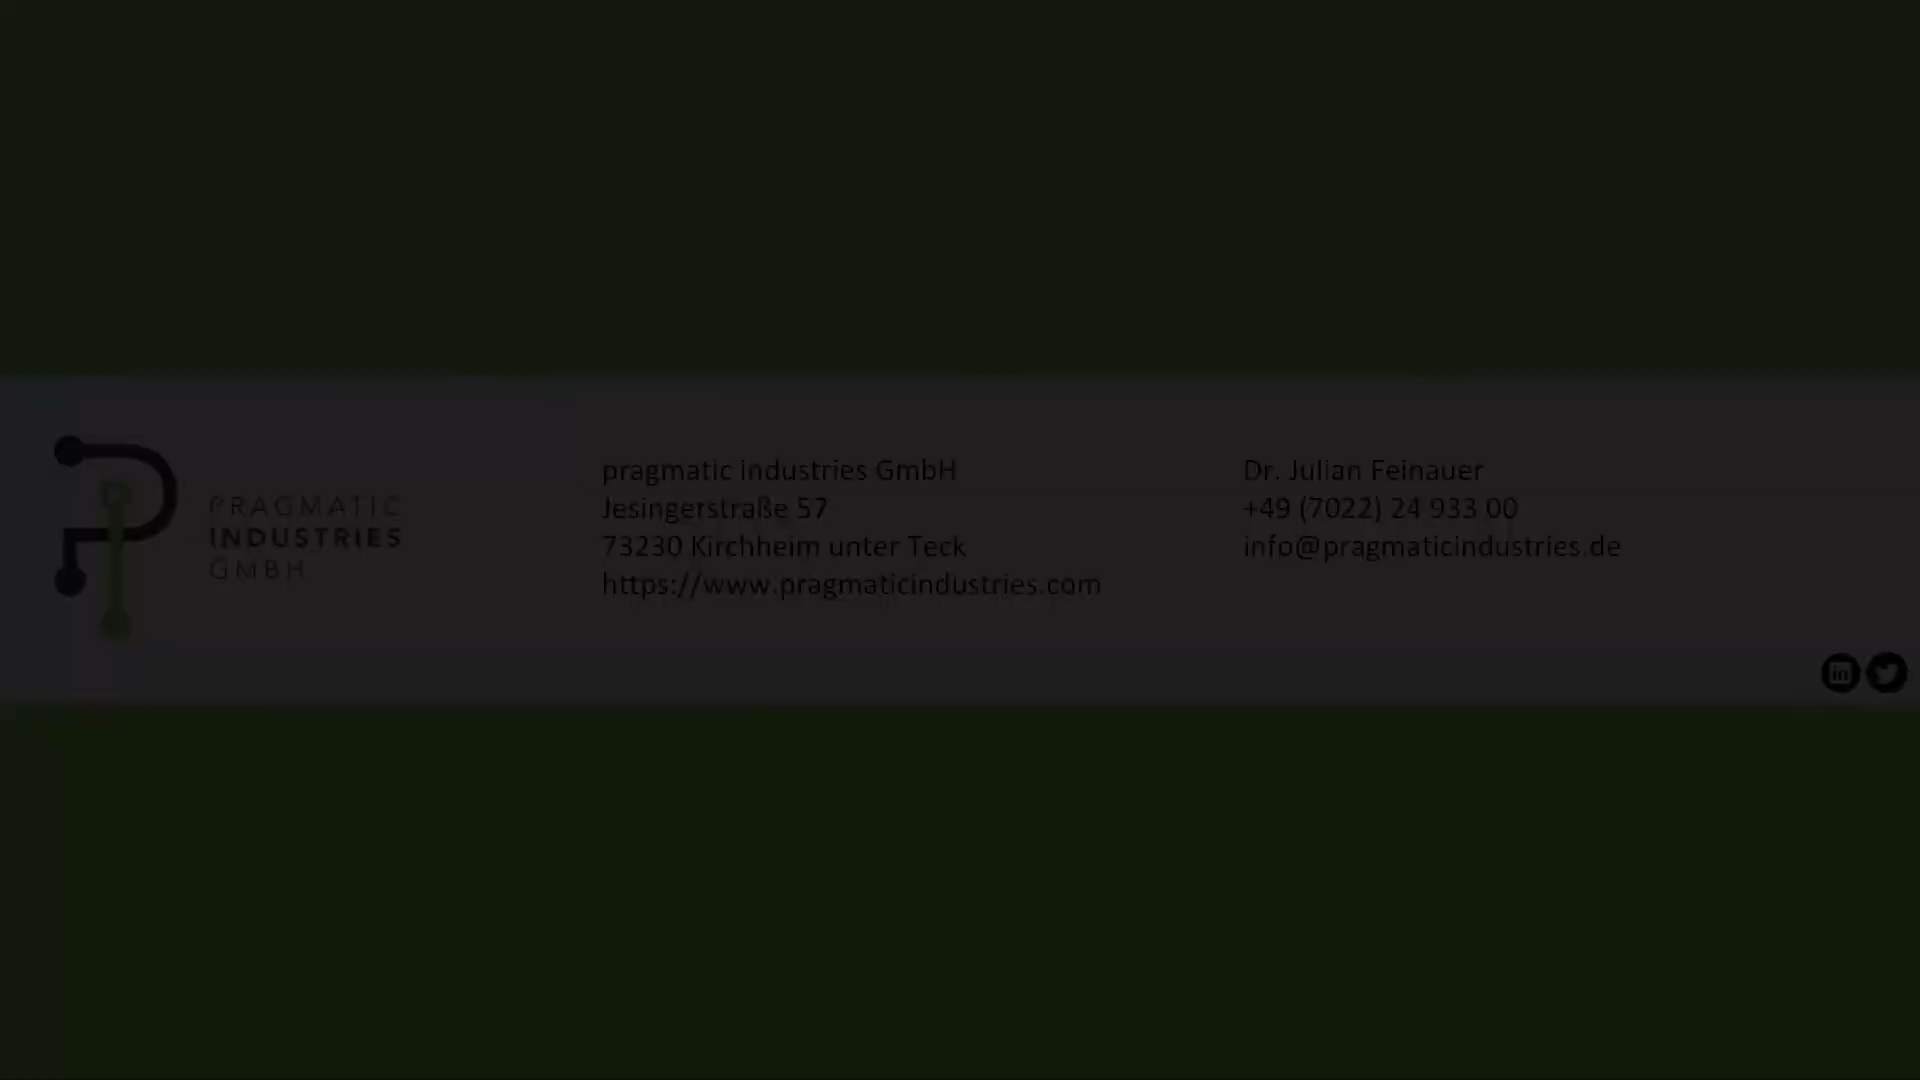 PRAGMATIC
INDUSTRIES
GMBH
pragmatic industries GmbH
Jesingerstraße 57
73230 Kirchheim unter Teck
https://www.pragmaticindustries.com
Dr. Julian Feinauer
+49 (7022) 24 933 00
info@pragmaticindustries.de
in